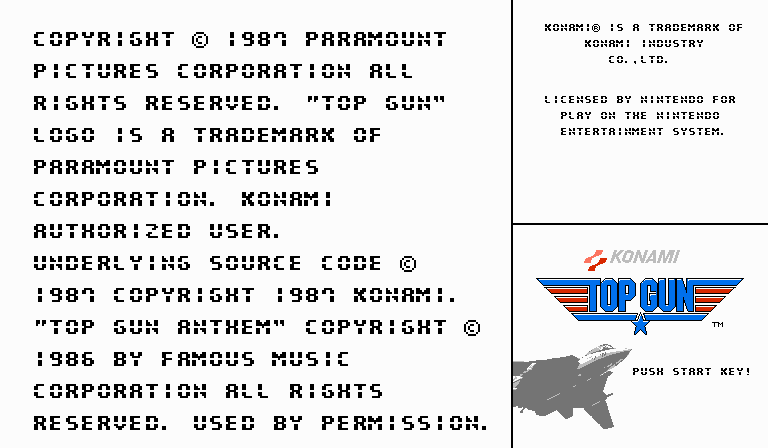 COPYRIGHT © 1987 PARAMOUNT
PICTURES CORPORATION ALL
RIGHTS RESERVED. "TOP GUN"
LOGO IS A TRADEMARK OF
PARAMOUNT PICTURES
CORPORATION. KONAMI
AUTHORIZED USER.
UNDERLYING SOURCE CODE ©
1987 COPYRIGHT 1987 KONAMI.
"TOP GUN ANTHEM" COPYRIGHT ©
1986 BY FAMOUS MUSIC
CORPORATION ALL RIGHTS
RESERVED. USED BY PERMISSION.
KONAMI® IS A TRADEMARK OF
KONAMI INDUSTRY
CO.,LTD.
LICENSED BY NINTENDO FOR
PLAY ON THE NINTENDO
ENTERTAINMENT SYSTEM.
KONAMI
TOP GUN
TM
PUSH START KEY!